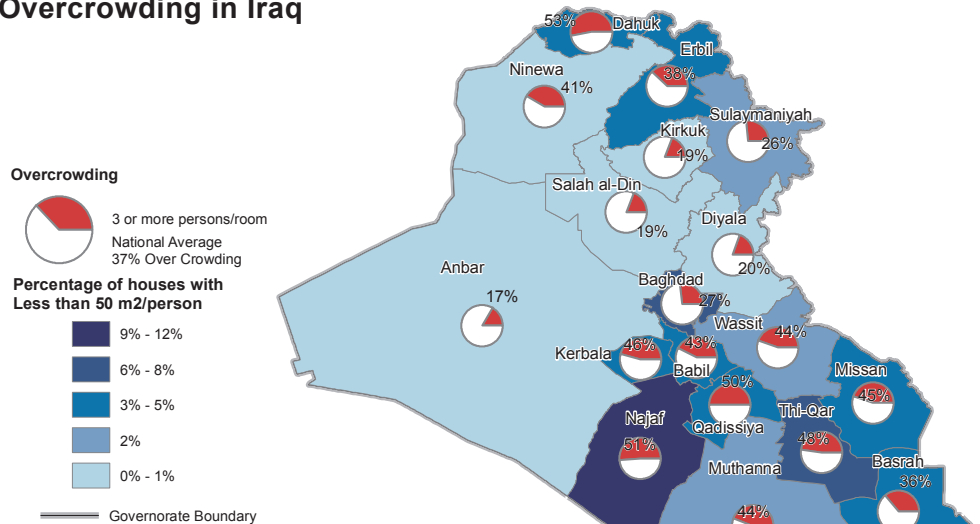 Overcrowding in Iraq
53%
Dahuk
Erbil
38%
Ninewa
41%
Sulaymaniyah
26%
Kirkuk
19%
Salah al-Din
19%
Diyala
20%
Anbar
17%
Baghdad
27%
Wassit
44%
Kerbala
46%
43%
Babil
50%
Qadissiya
Missan
45%
Thi-Qar
48%
Najaf
51%
Muthanna
44%
Basrah
36%
Overcrowding
3 or more persons/room
National Average
37% Over Crowding
Percentage of houses with
Less than 50 m2/person
9% - 12%
6% - 8%
3% - 5%
2%
0% - 1%
Governorate Boundary